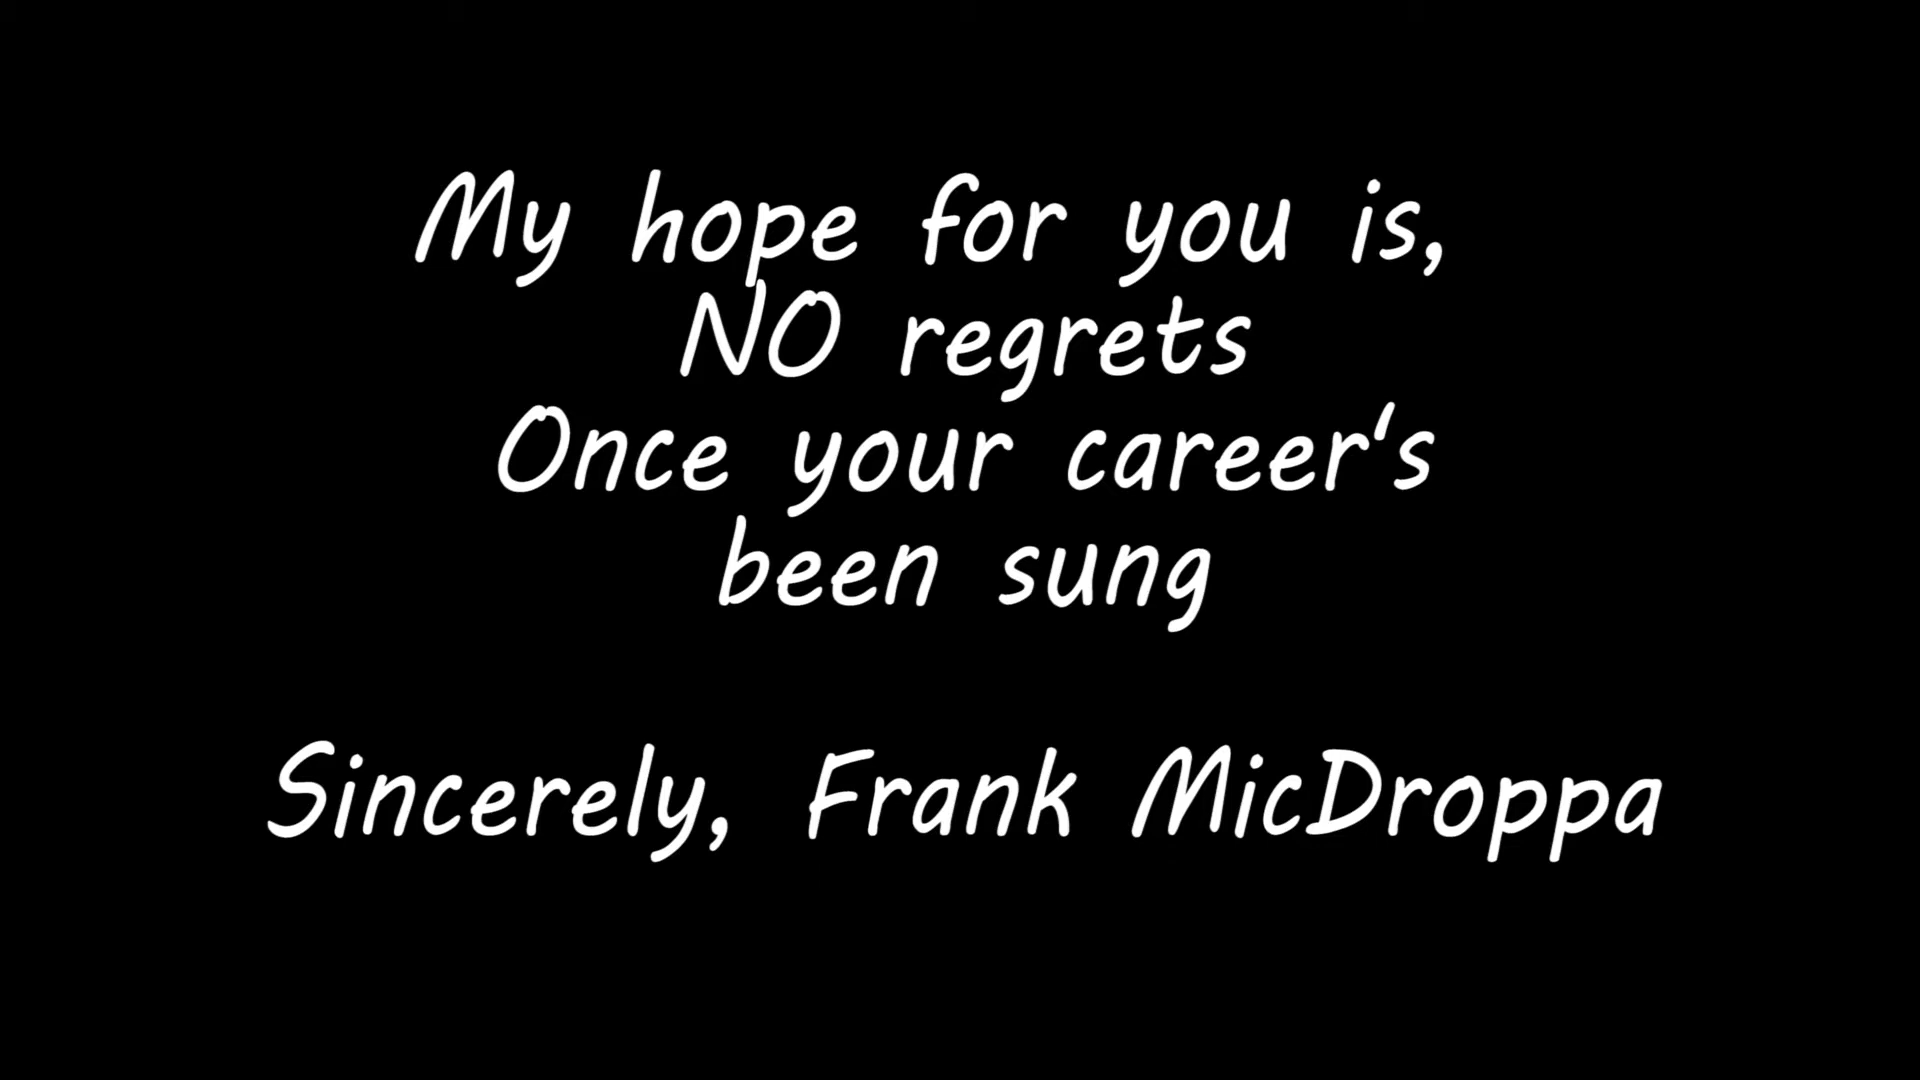 My hope for you is,
NO regrets
Once your career's
been sung
Sincerely, Frank MicDroppa